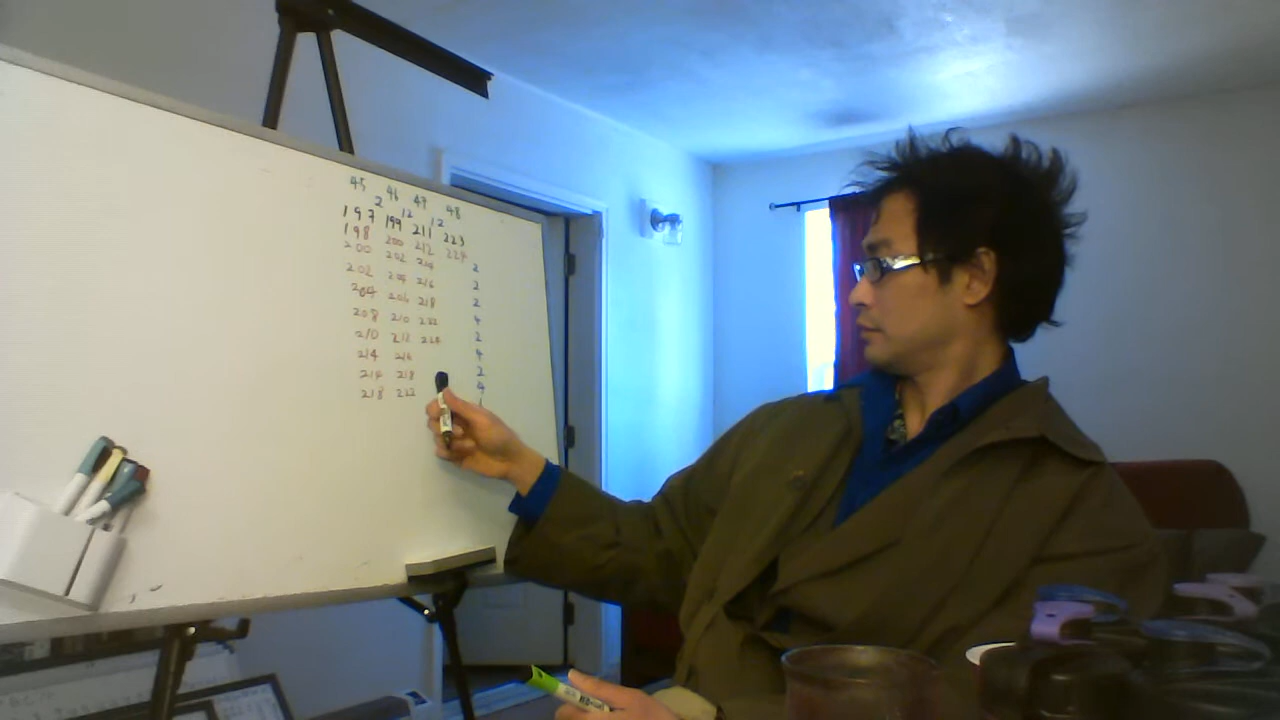 45 46 47 48
2 12 12
197 199 211 223
198 200 212 224
200 202 214
2
202 204 216 2
204 206 218 2
208 210 222 4
210 212 224 2
214 216 4
216 218 2
218 222 4